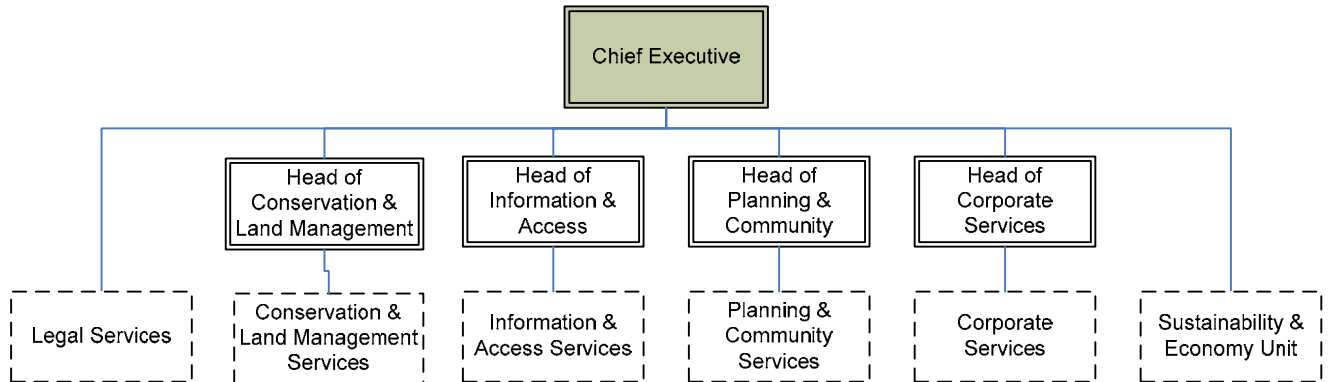 Chief Executive
Head of
Conservation &
Land Management
Head of
Information &
Access
Head of
Planning &
Community
Head of
Corporate
Services
Legal Services
Conservation &
Land Management
Services
Information &
Access Services
Planning &
Community
Services
Corporate
Services
Sustainability &
Economy Unit